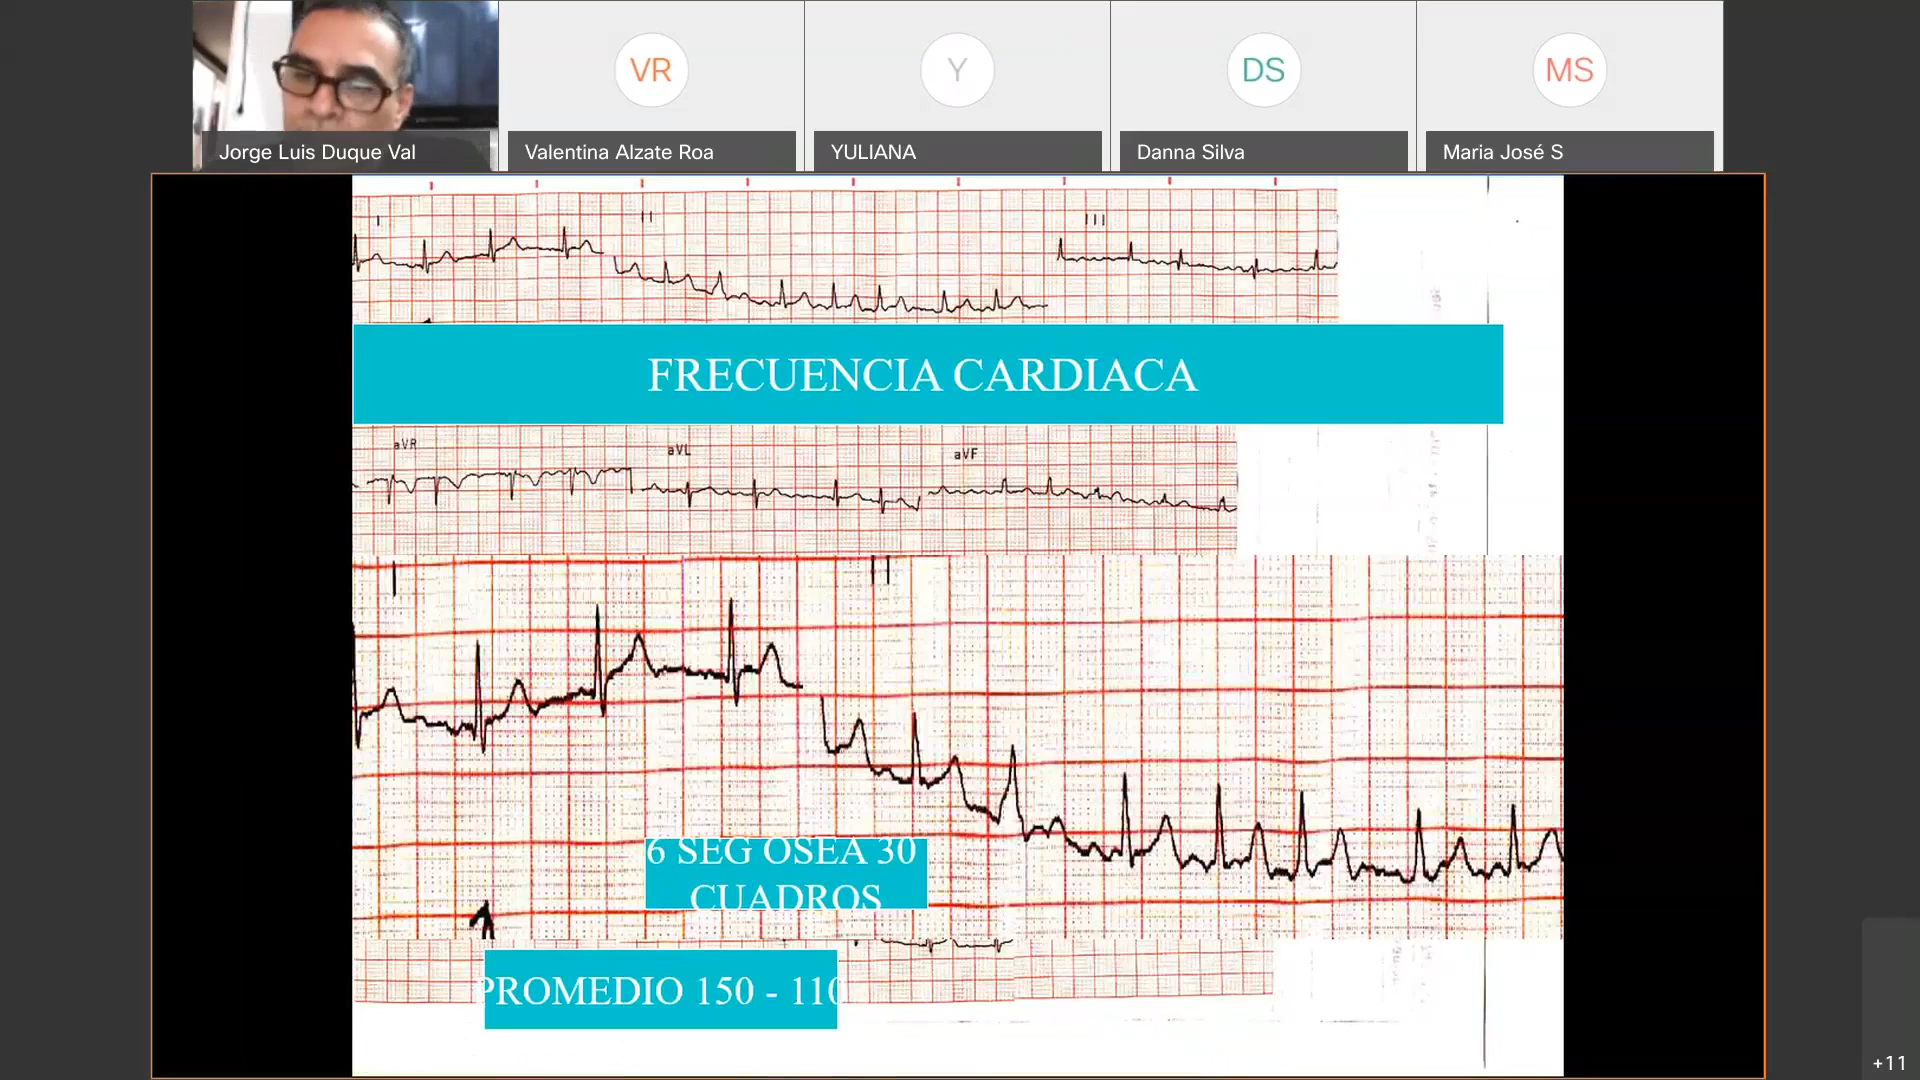 VR
Y
DS
MS
Jorge Luis Duque Val
Valentina Alzate Roa
YULIANA
Danna Silva
Maria José S
I
II
III
FRECUENCIA CARDIACA
aVR
aVL
aVF
I
II
6 SEG OSEA 30
CUADROS
PROMEDIO 150 - 110
+11